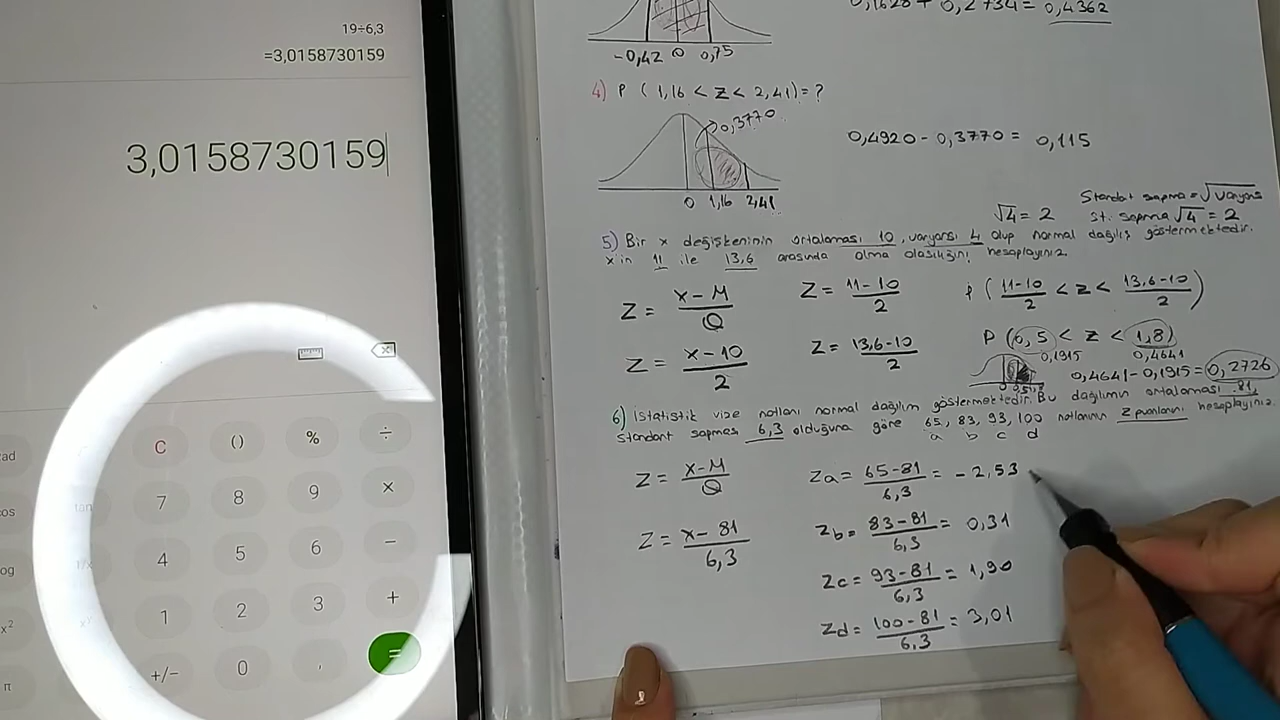 19÷6,3
=3,0158730159
3,0158730159
C () % ÷
7 8 9 ×
4 5 6 −
1 2 3 +
+/− 0 , =
π
x²
0,1628 + 0,2734 = 0,4362
-0,42 0 0,75
4) P ( 1,16 < Z < 2,41) = ?
0,3770
0,4920 - 0,3770 = 0,115
0 1,16 2,41
Standart sapma = √Varyans
√4 = 2 St. sapma √4 = 2
5) Bir x değişkeninin ortalaması 10, varyansı 4 olup normal dağılış göstermektedir.
x'in 11 ile 13,6 arasında olma olasılığını hesaplayınız.
Z = x-M / Q
Z = 11-10 / 2
P ( 11-10 / 2 < Z < 13,6-10 / 2 )
Z = x-10 / 2
Z = 13,6-10 / 2
P (0,5 < Z < 1,8)
0,1915 0,4641
0,4641-0,1915 = 0,2726
6) İstatistik vize notları normal dağılım göstermektedir. Bu dağılımın ortalaması 81,
standart sapması 6,3 olduğuna göre 65, 83, 93, 100 notlarının Z puanlarını hesaplayınız.
a b c d
Z = x-M / Q
Za = 65-81 / 6,3 = -2,53
Z = x-81 / 6,3
Zb = 83-81 / 6,3 = 0,31
Zc = 93-81 / 6,3 = 1,90
Zd = 100-81 / 6,3 = 3,01